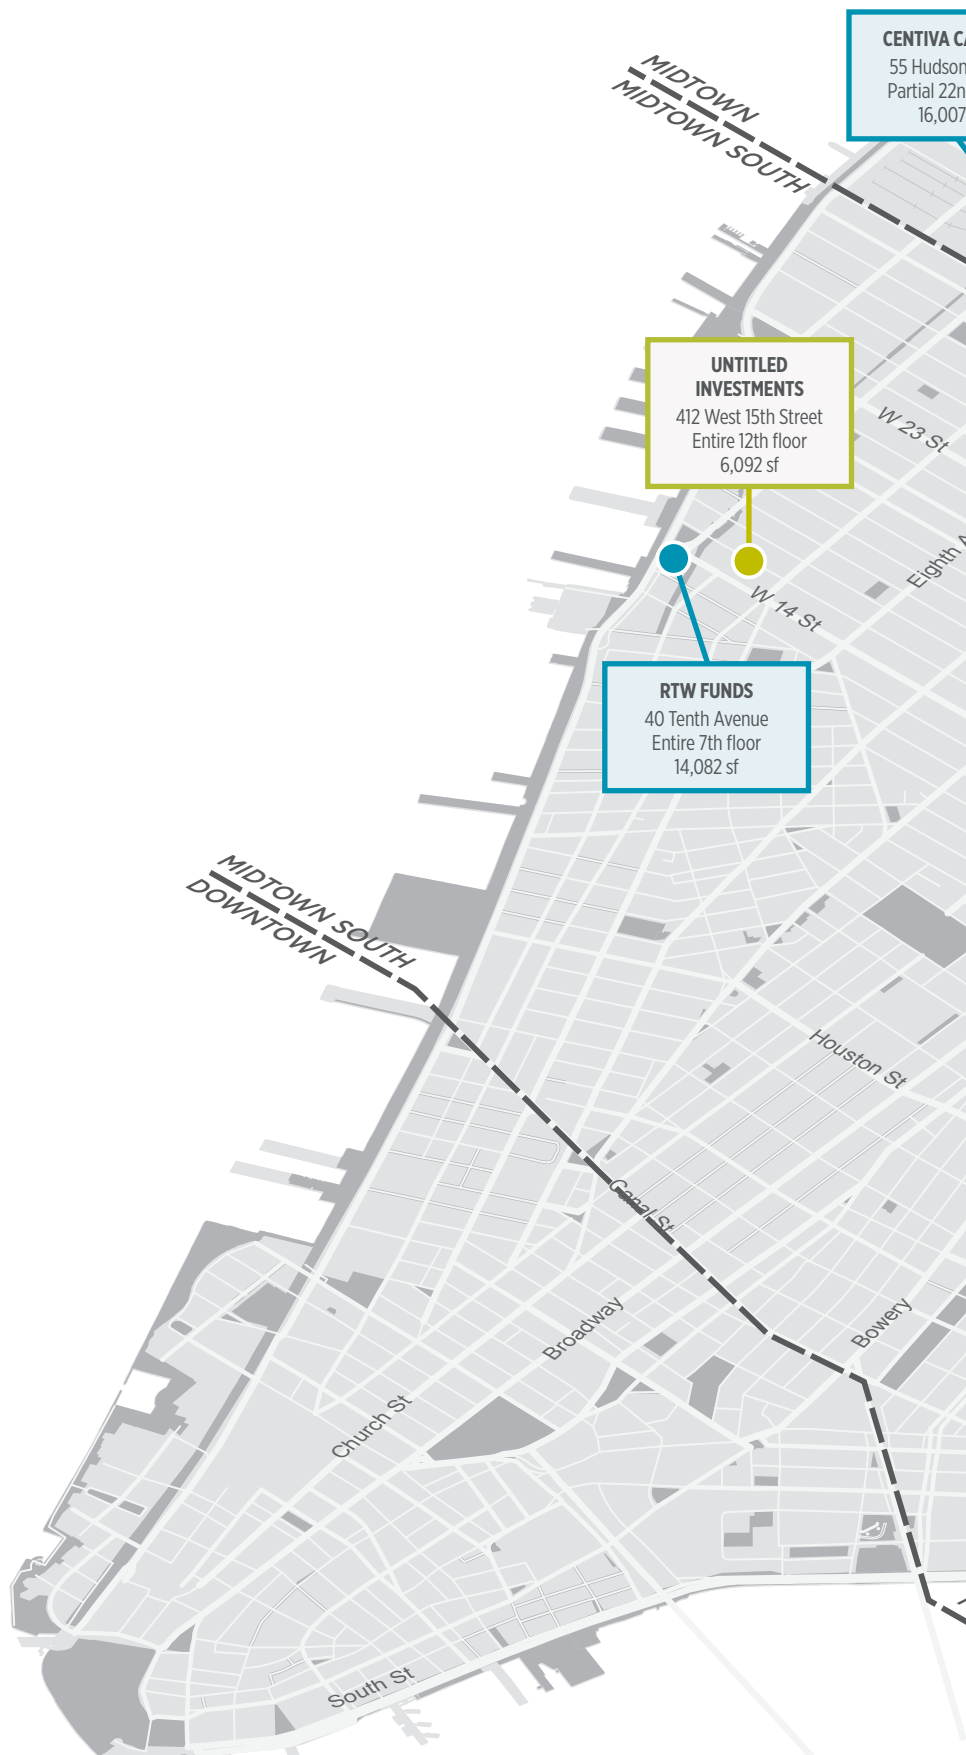 CENTIVA
55 Hudson
Partial
16,007
MIDTOWN
MIDTOWN SOUTH
UNTITLED
INVESTMENTS
412 West 15th Street
Entire 12th floor
6,092 sf
W 23 St
Eighth
W 14 St
RTW FUNDS
40 Tenth Avenue
Entire 7th floor
14,082 sf
MIDTOWN SOUTH
DOWNTOWN
Houston St
Canal St
Broadway
Bowery
Church St
South St